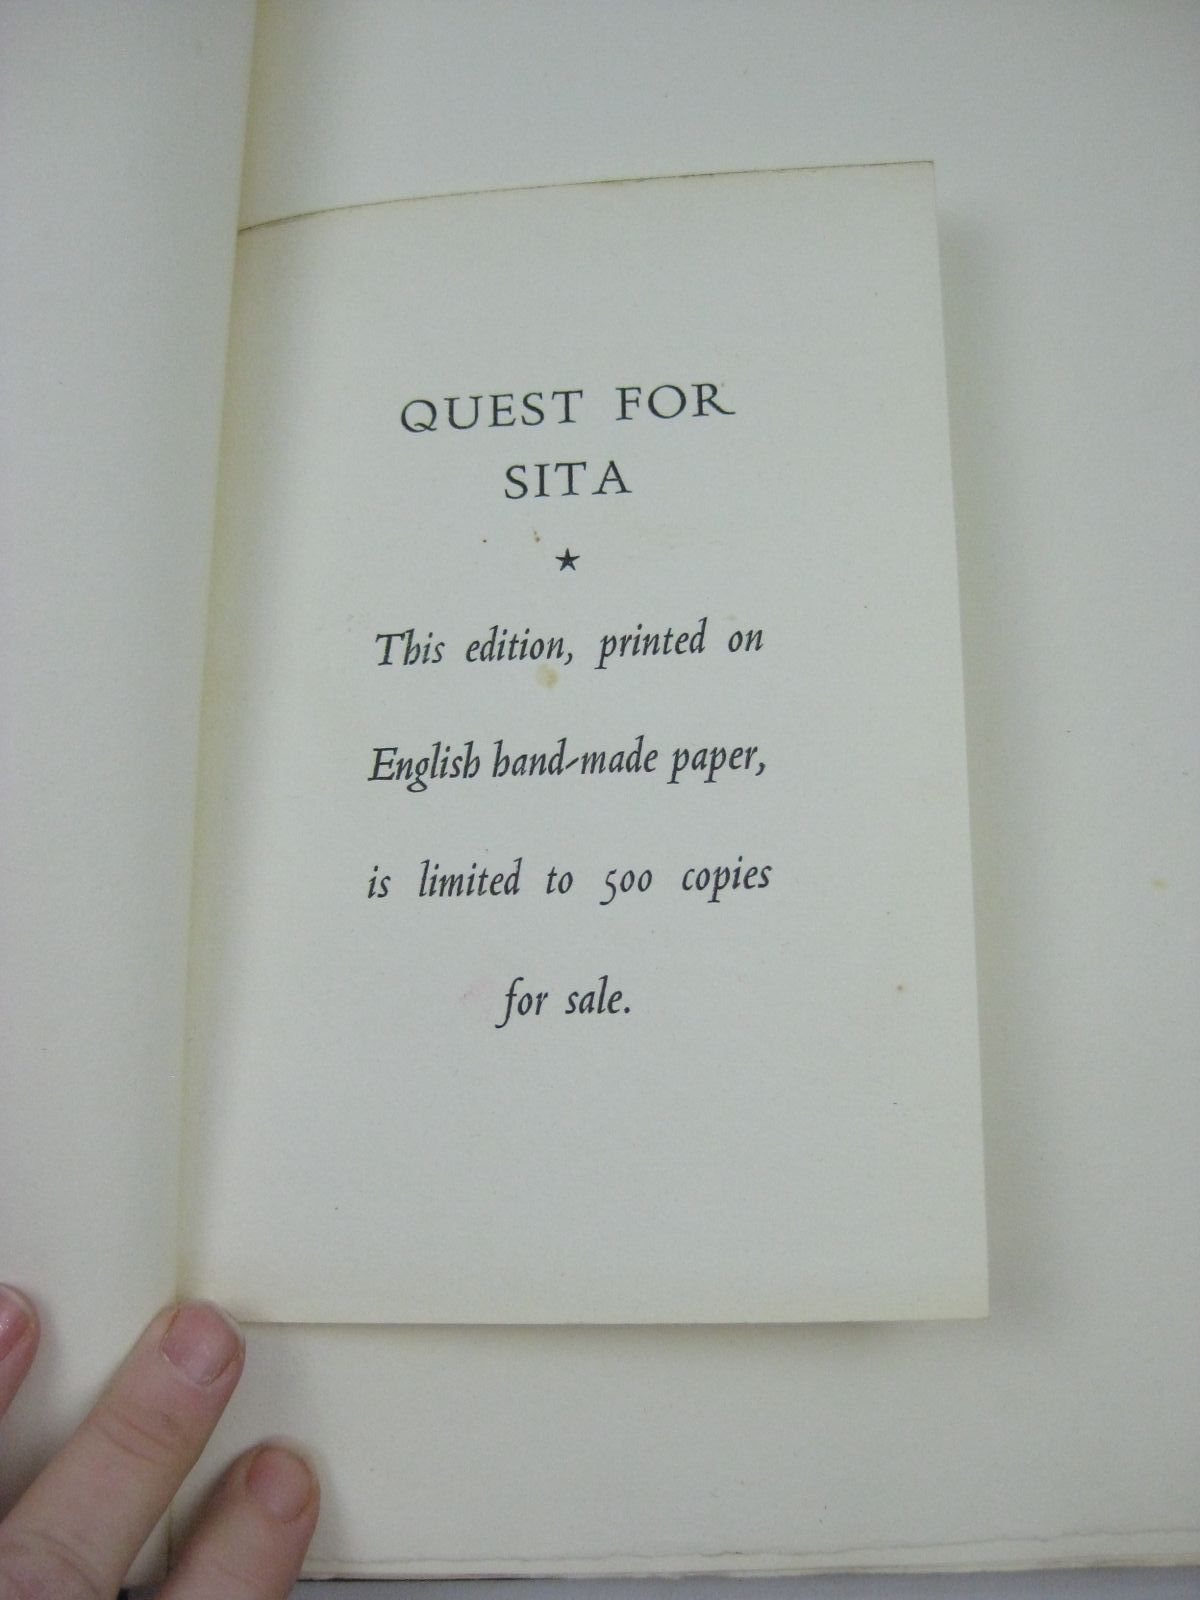 QUEST FOR
SITA
★
This edition, printed on
English hand-made paper,
is limited to 500 copies
for sale.